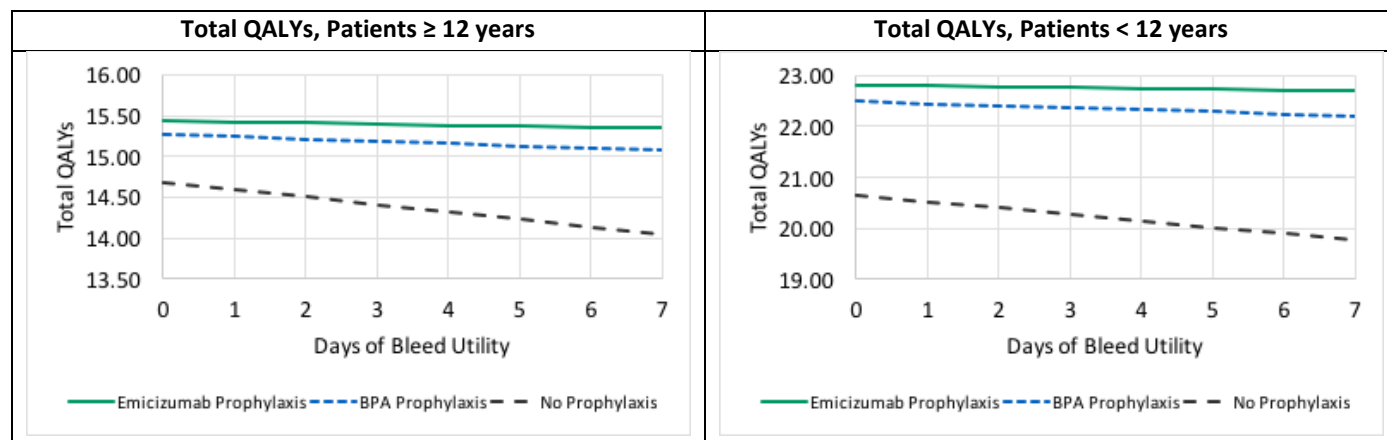 Total QALYs, Patients ≥ 12 years
Total QALYs
16.00
15.50
15.00
14.50
14.00
13.50
0 1 2 3 4 5 6 7
Days of Bleed Utility
Emicizumab Prophylaxis BPA Prophylaxis No Prophylaxis
Total QALYs, Patients < 12 years
Total QALYs
23.00
22.00
21.00
20.00
19.00
0 1 2 3 4 5 6 7
Days of Bleed Utility
Emicizumab Prophylaxis BPA Prophylaxis No Prophylaxis